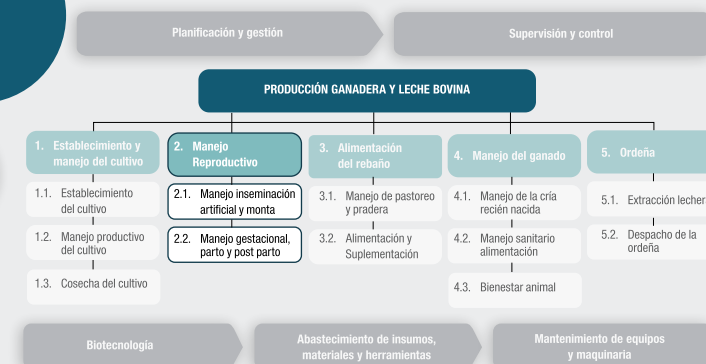 Planificación y gestión
Supervisión y control
PRODUCCIÓN GANADERA Y LECHE BOVINA
1. Establecimiento y
manejo del cultivo
1.1. Establecimiento
del cultivo
1.2. Manejo productivo
del cultivo
1.3. Cosecha del cultivo
2. Manejo
Reproductivo
2.1. Manejo inseminación
artificial y monta
2.2. Manejo gestacional,
parto y post parto
3. Alimentación
del rebaño
3.1. Manejo de pastoreo
y pradera
3.2. Alimentación y
Suplementación
4. Manejo del ganado
4.1. Manejo de la cría
recién nacida
4.2. Manejo sanitario
alimentación
4.3. Bienestar animal
5. Ordeña
5.1. Extracción lecher
5.2. Despacho de la
ordeña
Biotecnología
Abastecimiento de insumos,
materiales y herramientas
Mantenimiento de equipos
y maquinaria